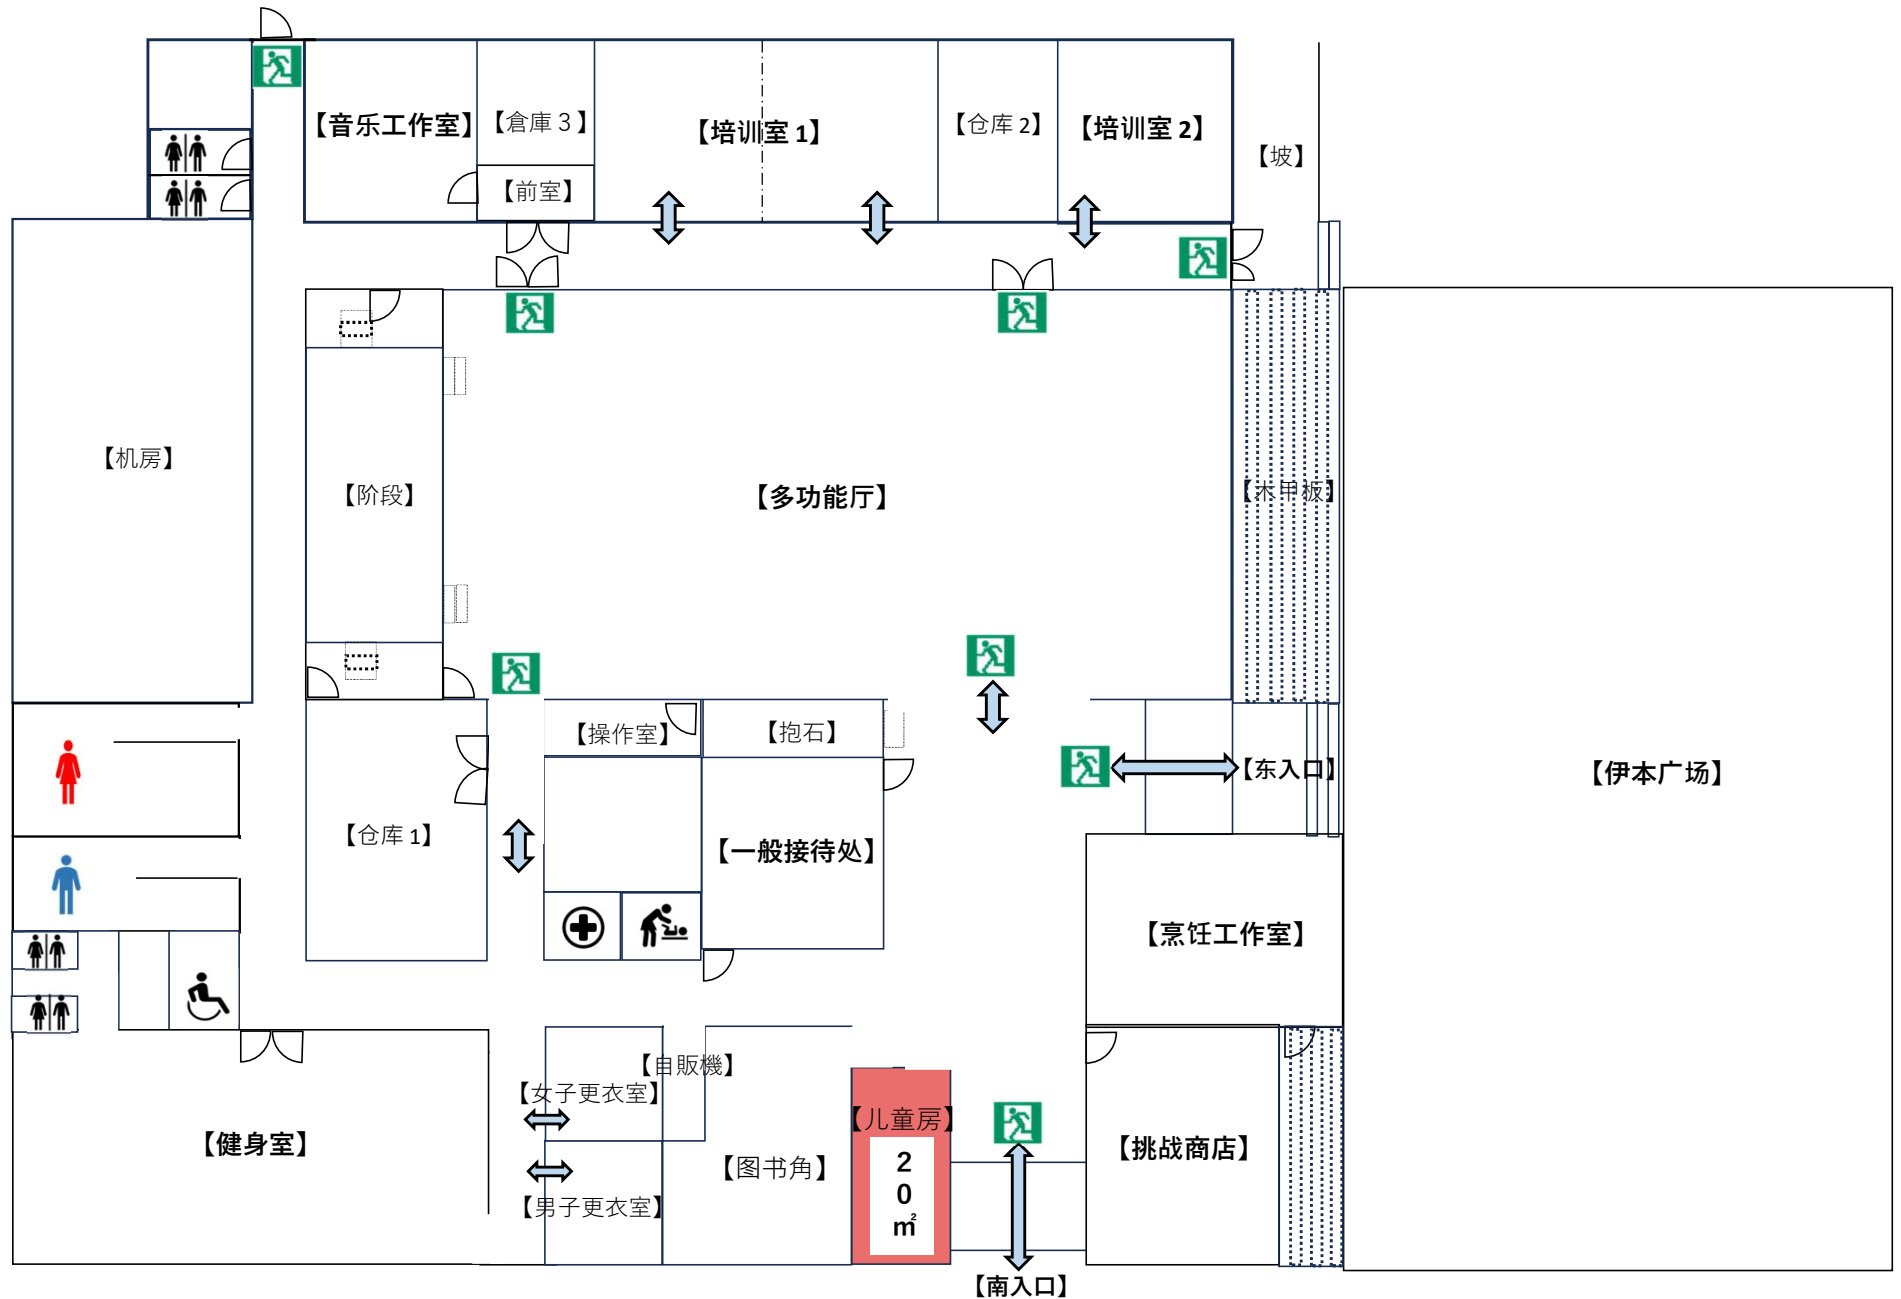 【音乐工作室】
【倉庫３】
【前室】
【培训室 1】
【仓库 2】
【培训室 2】
【坡】
【机房】
【阶段】
【多功能厅】
【木甲板】
【伊本广场】
【操作室】
【抱石】
【东入口】
【仓库 1】
【一般接待处】
【烹饪工作室】
【自販機】
【女子更衣室】
【健身室】
【男子更衣室】
【图书角】
【儿童房】
２
０
㎡
【挑战商店】
【南入口】